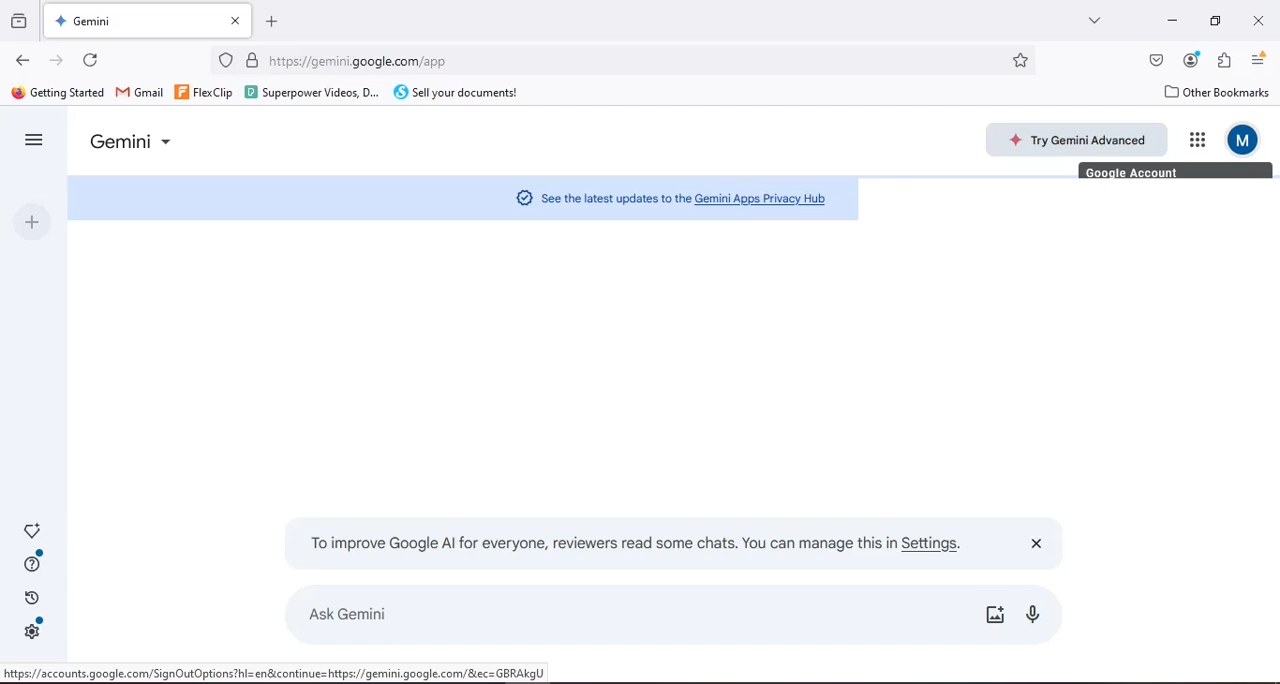 Gemini
https://gemini.google.com/app
Getting Started
Gmail
FlexClip
Superpower Videos, D...
Sell your documents!
Other Bookmarks
Gemini
Try Gemini Advanced
M
Google Account
See the latest updates to the Gemini Apps Privacy Hub
To improve Google AI for everyone, reviewers read some chats. You can manage this in Settings.
Ask Gemini
https://accounts.google.com/SignOutOptions?hl=en&continue=https://gemini.google.com/&ec=GBRAkgU